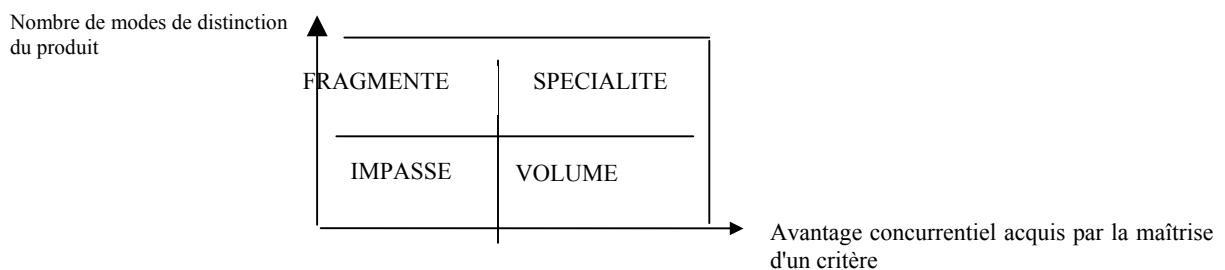 Nombre de modes de distinction
du produit
FRAGMENTE SPECIALITE
IMPASSE VOLUME
Avantage concurrentiel acquis par la maîtrise
d'un critère